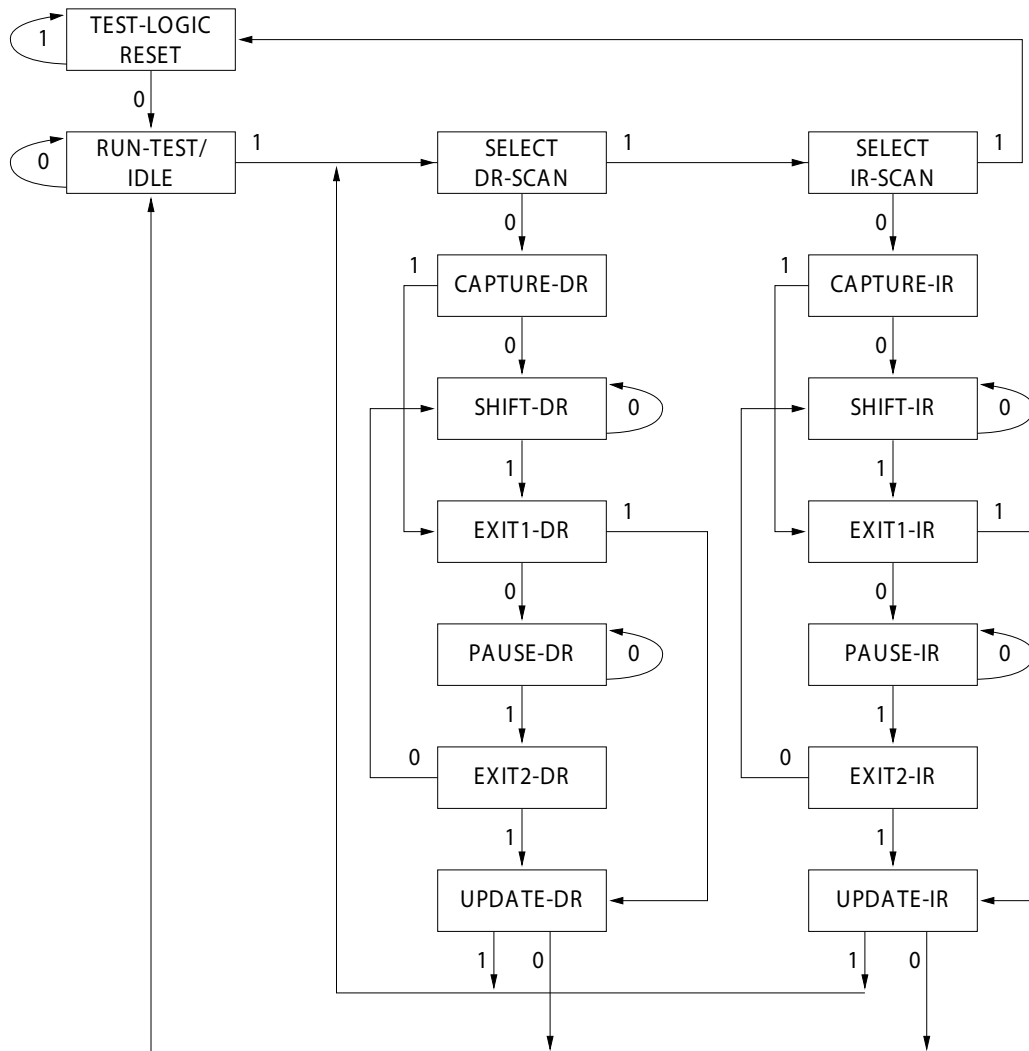 TEST-LOGIC
RESET
1
0
RUN-TEST/
IDLE
0
1
SELECT
DR-SCAN
1
SELECT
IR-SCAN
1
0
0
1
CAPTURE-DR
1
CAPTURE-IR
0
0
SHIFT-DR
0
SHIFT-IR
0
1
1
EXIT1-DR
1
EXIT1-IR
1
0
0
PAUSE-DR
0
PAUSE-IR
0
1
1
0
EXIT2-DR
0
EXIT2-IR
1
1
UPDATE-DR
UPDATE-IR
1
0
1
0